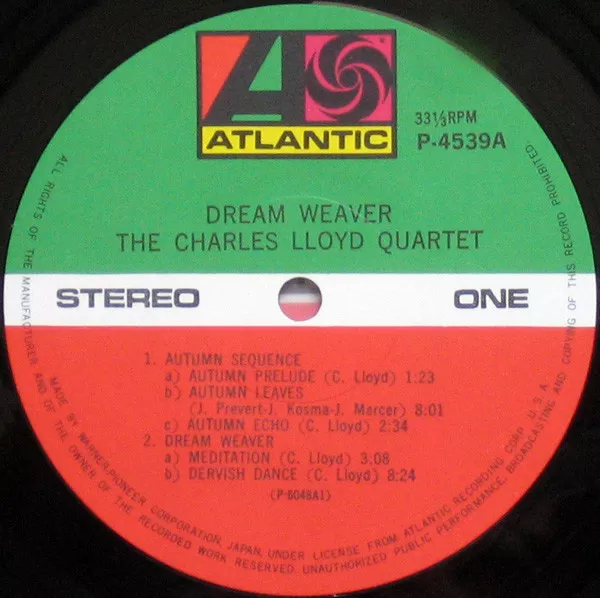 ATLANTIC
33 1/3 RPM
P-4539A
DREAM WEAVER
THE CHARLES LLOYD QUARTET
STEREO
ONE
1. AUTUMN SEQUENCE
a) AUTUMN PRELUDE (C. Lloyd) 1:23
b) AUTUMN LEAVES
(J. Prevert-J. Kosma-J. Mercer) 8:01
c) AUTUMN ECHO (C. Lloyd) 2:34
2. DREAM WEAVER
a) MEDITATION (C. Lloyd) 3:08
b) DERVISH DANCE (C. Lloyd) 8:24
(P-6048A1)
ALL RIGHTS OF THE MANUFACTURER AND OF THE OWNER OF THE RECORDED WORK RESERVED. UNAUTHORIZED PUBLIC PERFORMANCE, BROADCASTING AND COPYING OF THIS RECORD PROHIBITED.
MADE BY WARNER-PIONEER CORPORATION, JAPAN, UNDER LICENSE FROM ATLANTIC RECORDING CORP. U.S.A.